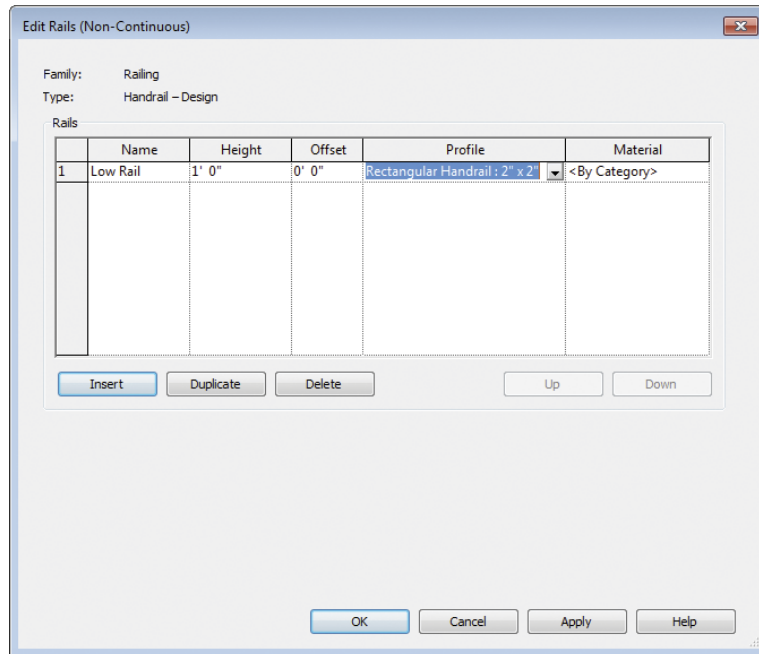 Edit Rails (Non-Continuous)
Family: Railing
Type: Handrail – Design
Rails
Name Height Offset Profile Material
1 Low Rail 1' 0" 0' 0" Rectangular Handrail : 2" x 2" <By Category>
Insert Duplicate Delete Up Down
OK Cancel Apply Help